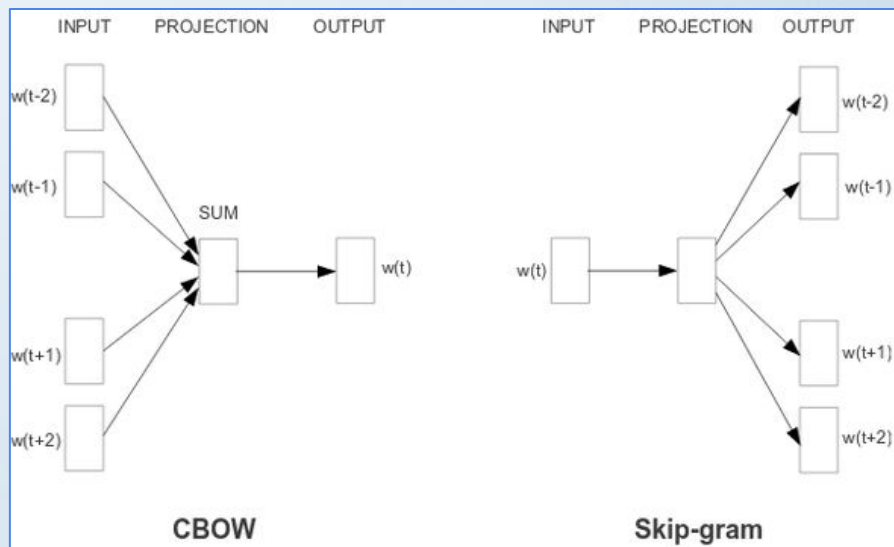 INPUT PROJECTION OUTPUT
w(t-2)
w(t-1)
SUM
w(t)
w(t+1)
w(t+2)
CBOW
INPUT PROJECTION OUTPUT
w(t-2)
w(t-1)
w(t)
w(t+1)
w(t+2)
Skip-gram